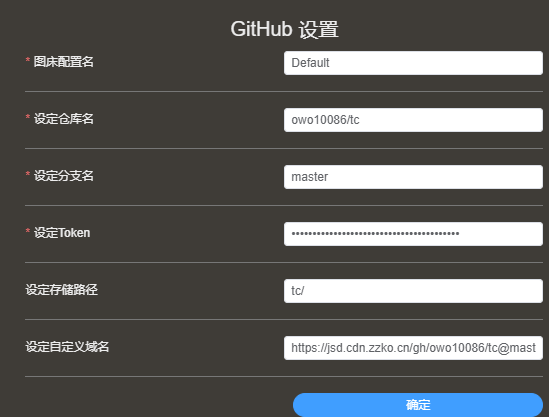 GitHub 设置
* 图床配置名
Default
* 设定仓库名
owo10086/tc
* 设定分支名
master
* 设定Token
••••••••••••••••••••••••••••••••••••••••
设定存储路径
tc/
设定自定义域名
https://jsd.cdn.zzko.cn/gh/owo10086/tc@mast
确定